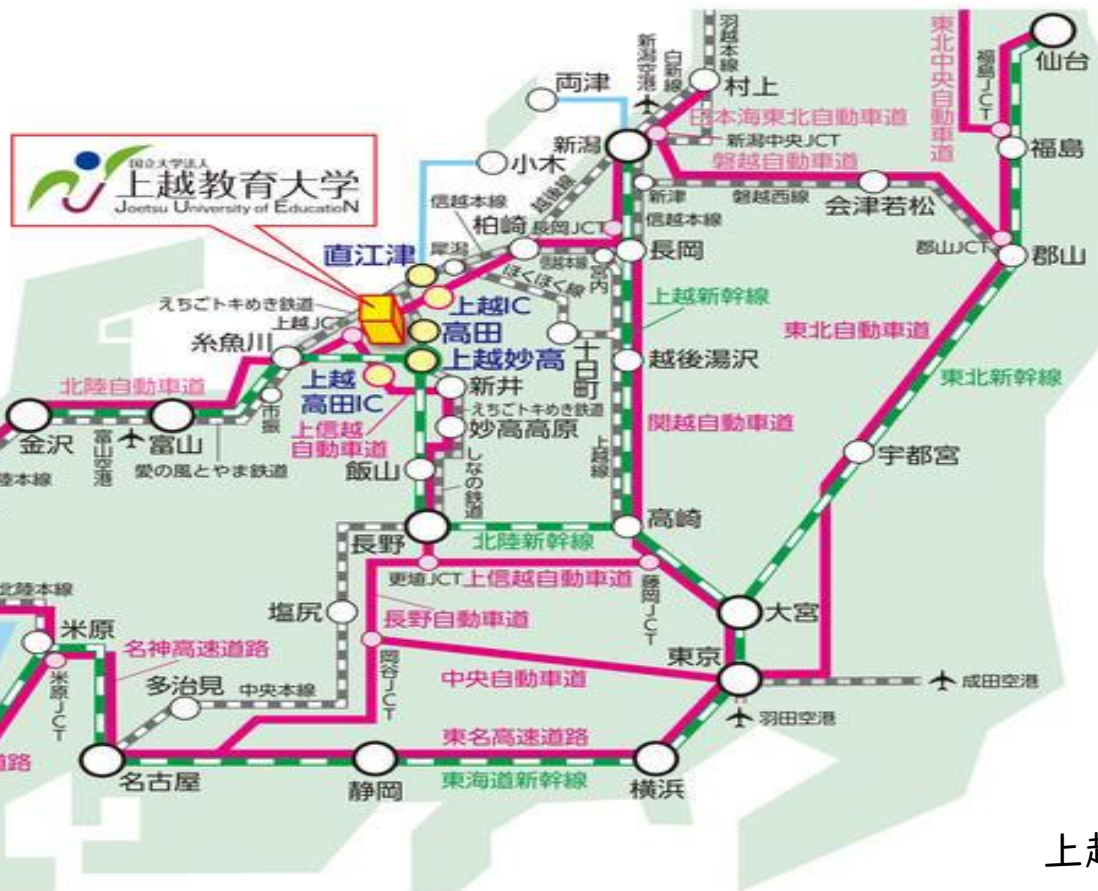 国立大学法人
上越教育大学
Joetsu University of EducatioN
羽越本線
白新線
新潟空港
両津
村上
日本海東北自動車道
新潟中央JCT
新潟
磐越自動車道
東北中央自動車道
福島JCT
仙台
福島
小木
越後線
新津
磐越西線
会津若松
信越本線
郡山JCT
郡山
信越本線
柏崎
長岡JCT
長岡
直江津
犀潟
信越本線
宮内
ほくほく線
えちごトキめき鉄道
上越JCT
上越IC
高田
上越妙高
十日町
上越新幹線
越後湯沢
東北自動車道
東北新幹線
糸魚川
北陸自動車道
上越
高田IC
新井
えちごトキめき鉄道
市振
金沢
富山空港
富山
愛の風とやま鉄道
上信越
自動車道
妙高高原
関越自動車道
上越線
宇都宮
陸本線
飯山
しなの鉄道
長野
北陸新幹線
高崎
更埴JCT
上信越自動車道
藤岡JCT
北陸本線
塩尻
長野自動車道
大宮
米原
名神高速道路
東京
米原JCT
多治見
中央本線
岡谷JCT
中央自動車道
成田空港
羽田空港
道路
名古屋
静岡
東名高速道路
東海道新幹線
横浜
上越